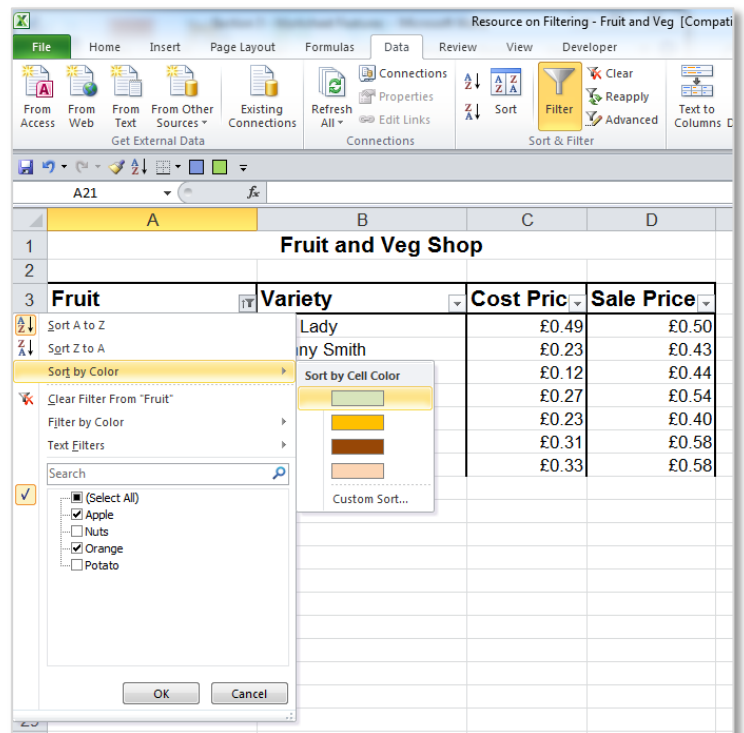 Resource on Filtering - Fruit and Veg [Compati
File Home Insert Page Layout Formulas Data Review View Developer
From Access
From Web
From Text
From Other Sources
Existing Connections
Refresh All
Connections
Properties
Edit Links
Sort
Filter
Clear
Reapply
Advanced
Text to Columns
D
Get External Data
Connections
Sort & Filter
A21
fx
A B C D
1 Fruit and Veg Shop
2
3 Fruit Variety Cost Pric Sale Price
Lady £0.49 £0.50
ny Smith £0.23 £0.43
£0.12 £0.44
£0.27 £0.54
£0.23 £0.40
£0.31 £0.58
£0.33 £0.58
Sort A to Z
Sort Z to A
Sort by Color
Clear Filter From "Fruit"
Filter by Color
Text Filters
Search
(Select All)
Apple
Nuts
Orange
Potato
OK Cancel
Sort by Cell Color
Custom Sort...